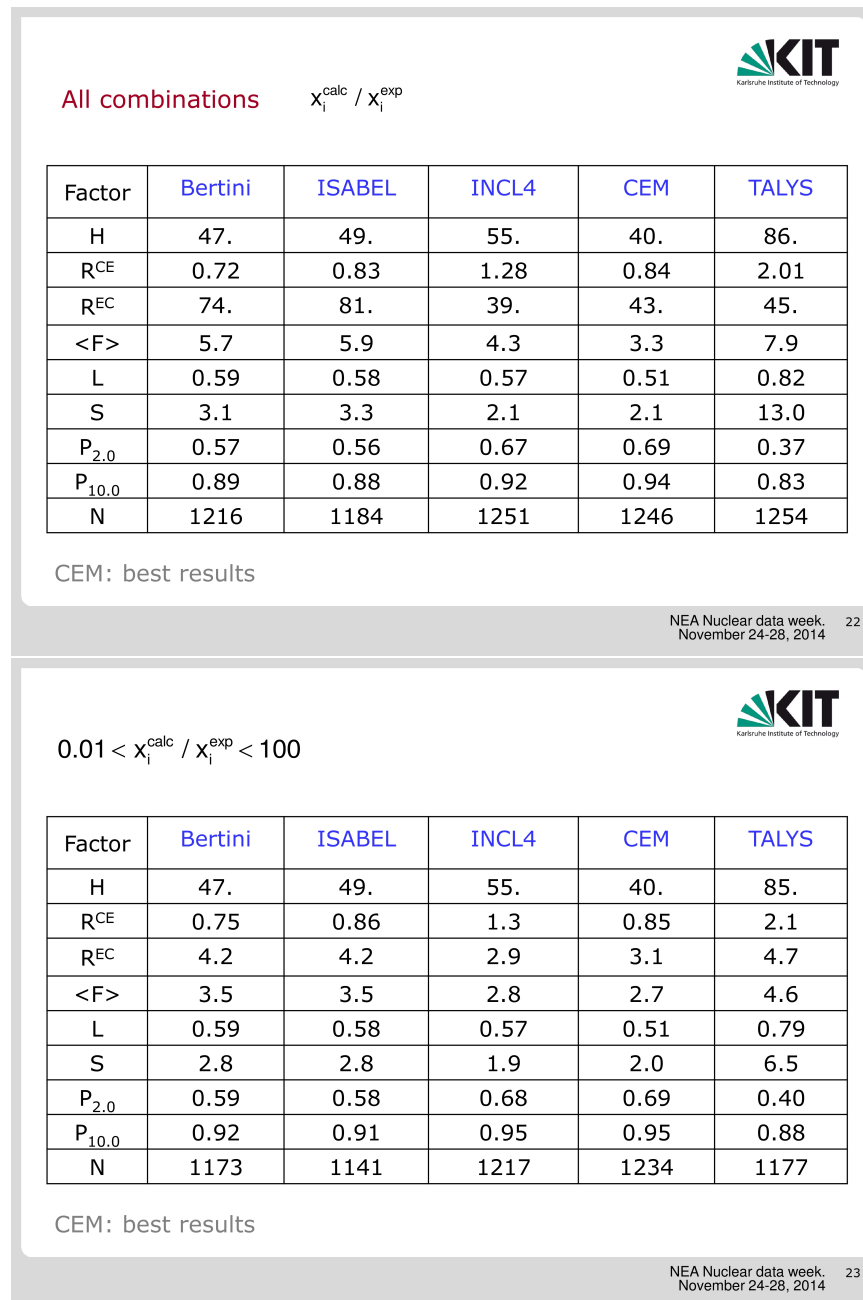 KIT
Karlsruhe Institute of Technology
All combinations x_i^calc / x_i^exp
Factor Bertini ISABEL INCL4 CEM TALYS
H 47. 49. 55. 40. 86.
R^CE 0.72 0.83 1.28 0.84 2.01
R^EC 74. 81. 39. 43. 45.
<F> 5.7 5.9 4.3 3.3 7.9
L 0.59 0.58 0.57 0.51 0.82
S 3.1 3.3 2.1 2.1 13.0
P_2.0 0.57 0.56 0.67 0.69 0.37
P_10.0 0.89 0.88 0.92 0.94 0.83
N 1216 1184 1251 1246 1254
CEM: best results
NEA Nuclear data week. 22
November 24-28, 2014
KIT
Karlsruhe Institute of Technology
0.01 < x_i^calc / x_i^exp < 100
Factor Bertini ISABEL INCL4 CEM TALYS
H 47. 49. 55. 40. 85.
R^CE 0.75 0.86 1.3 0.85 2.1
R^EC 4.2 4.2 2.9 3.1 4.7
<F> 3.5 3.5 2.8 2.7 4.6
L 0.59 0.58 0.57 0.51 0.79
S 2.8 2.8 1.9 2.0 6.5
P_2.0 0.59 0.58 0.68 0.69 0.40
P_10.0 0.92 0.91 0.95 0.95 0.88
N 1173 1141 1217 1234 1177
CEM: best results
NEA Nuclear data week. 23
November 24-28, 2014